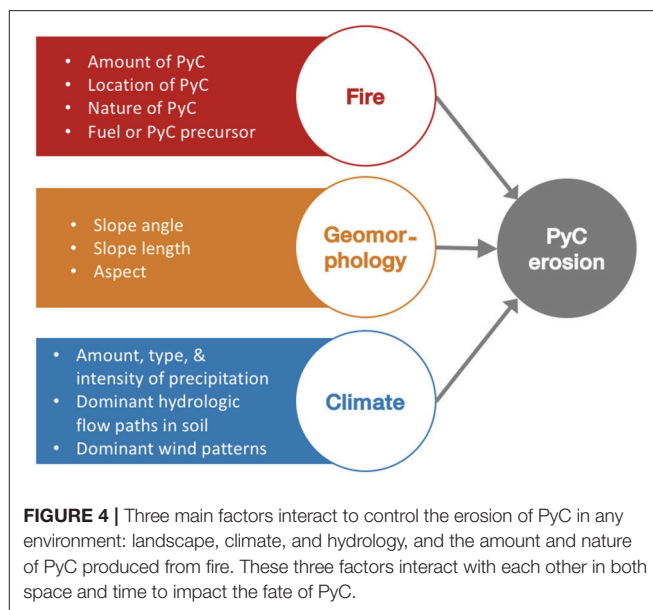 • Amount of PyC
• Location of PyC
• Nature of PyC
• Fuel or PyC precursor
Fire
• Slope angle
• Slope length
• Aspect
Geomor-
phology
• Amount, type, &
intensity of precipitation
• Dominant hydrologic
flow paths in soil
• Dominant wind patterns
Climate
PyC
erosion
FIGURE 4 | Three main factors interact to control the erosion of PyC in any
environment: landscape, climate, and hydrology, and the amount and nature
of PyC produced from fire. These three factors interact with each other in both
space and time to impact the fate of PyC.